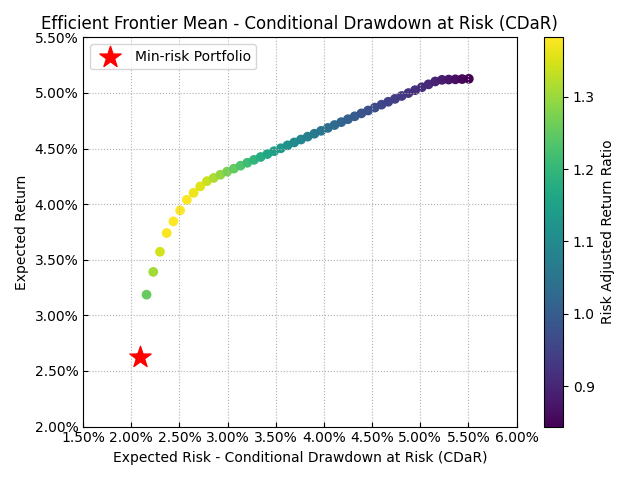 Efficient Frontier Mean - Conditional Drawdown at Risk (CDaR)
Min-risk Portfolio
Expected Return
5.50%
5.00%
4.50%
4.00%
3.50%
3.00%
2.50%
2.00%
1.50% 2.00% 2.50% 3.00% 3.50% 4.00% 4.50% 5.00% 5.50% 6.00%
Expected Risk - Conditional Drawdown at Risk (CDaR)
1.3
1.2
1.1
1.0
0.9
Risk Adjusted Return Ratio